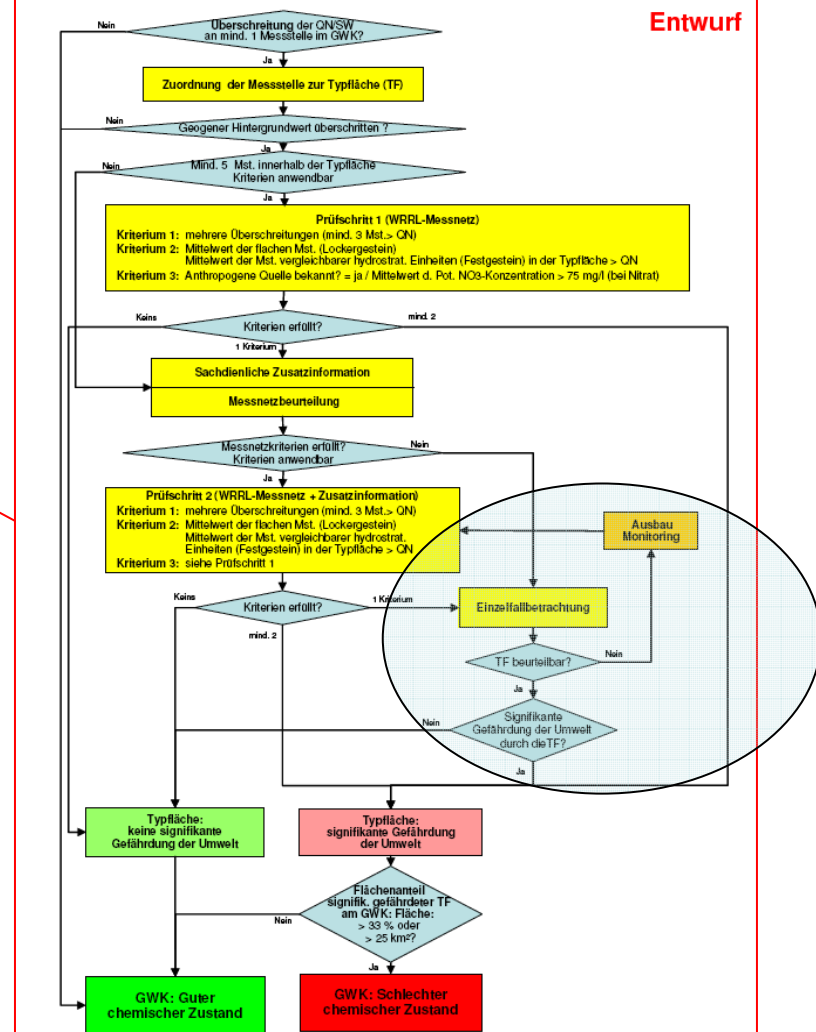 Entwurf
Überschreitung der QN/SW
an mind. 1 Messstelle im GWK?
Nein
Ja
Zuordnung der Messstelle zur Typfläche (TF)
Nein
Geogener Hintergrundwert überschritten ?
Ja
Nein
Mind. 5 Mst. innerhalb der Typfläche
Kriterien anwendbar
Ja
Prüfschritt 1 (WRRL-Messnetz)
Kriterium 1: mehrere Überschreitungen (mind. 3 Mst.> QN)
Kriterium 2: Mittelwert der flachen Mst. (Lockergestein)
Mittelwert der Mst. vergleichbarer hydrostrat. Einheiten (Festgestein) in der Typfläche > QN
Kriterium 3: Anthropogene Quelle bekannt? = ja / Mittelwert d. Pot. NO3-Konzentration > 75 mg/l (bei Nitrat)
Keins
Kriterien erfüllt?
mind. 2
1 Kriterium
Sachdienliche Zusatzinformation
Messnetzbeurteilung
Messnetzkriterien erfüllt?
Kriterien anwendbar
Nein
Ja
Prüfschritt 2 (WRRL-Messnetz + Zusatzinformation)
Kriterium 1: mehrere Überschreitungen (mind. 3 Mst.> QN)
Kriterium 2: Mittelwert der flachen Mst. (Lockergestein)
Mittelwert der Mst. vergleichbarer hydrostrat.
Einheiten (Festgestein) in der Typfläche > QN
Kriterium 3: siehe Prüfschritt 1
Ausbau
Monitoring
Keins
Kriterien erfüllt?
1 Kriterium
mind. 2
Einzelfallbetrachtung
TF beurteilbar?
Nein
Ja
Signifikante
Gefährdung der Umwelt
durch dieTF?
Nein
Ja
Typfläche:
keine signifikante
Gefährdung der Umwelt
Typfläche:
signifikante Gefährdung
der Umwelt
Flächenanteil
signifik. gefährdeter TF
am GWK: Fläche:
> 33 % oder
> 25 km²?
Nein
Ja
GWK: Guter
chemischer Zustand
GWK: Schlechter
chemischer Zustand